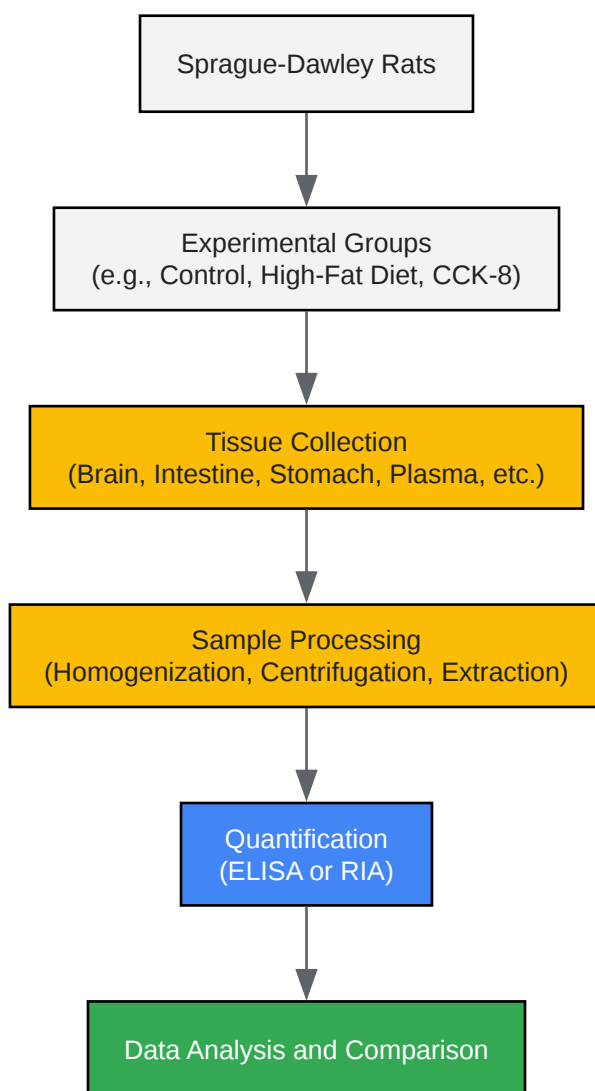 Sprague-Dawley Rats
Experimental Groups
(e.g., Control, High-Fat Diet, CCK-8)
Tissue Collection
(Brain, Intestine, Stomach, Plasma, etc.)
Sample Processing
(Homogenization, Centrifugation, Extraction)
Quantification
(ELISA or RIA)
Data Analysis and Comparison